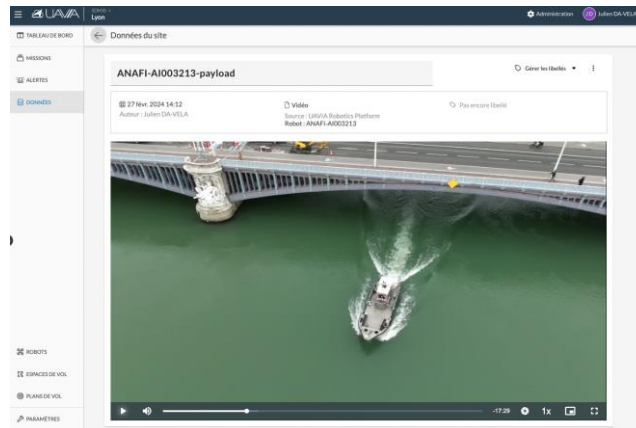 UAVIA
Lyon
Administration
JD Julien DA-VELA
TABLEAU DE BORD
Données du site
MISSIONS
ALERTES
DONNÉES
ANAFI-AI003213-payload
Gérer les libellés
27 févr. 2024 14:12
Auteur : Julien DA-VELA
Vidéo
Source : UAVIA Robotics Platform
Robot : ANAFI-AI003213
Pas encore libellé
ROBOTS
ESPACES DE VOL
PLANS DE VOL
PARAMÈTRES
-17:29
1x